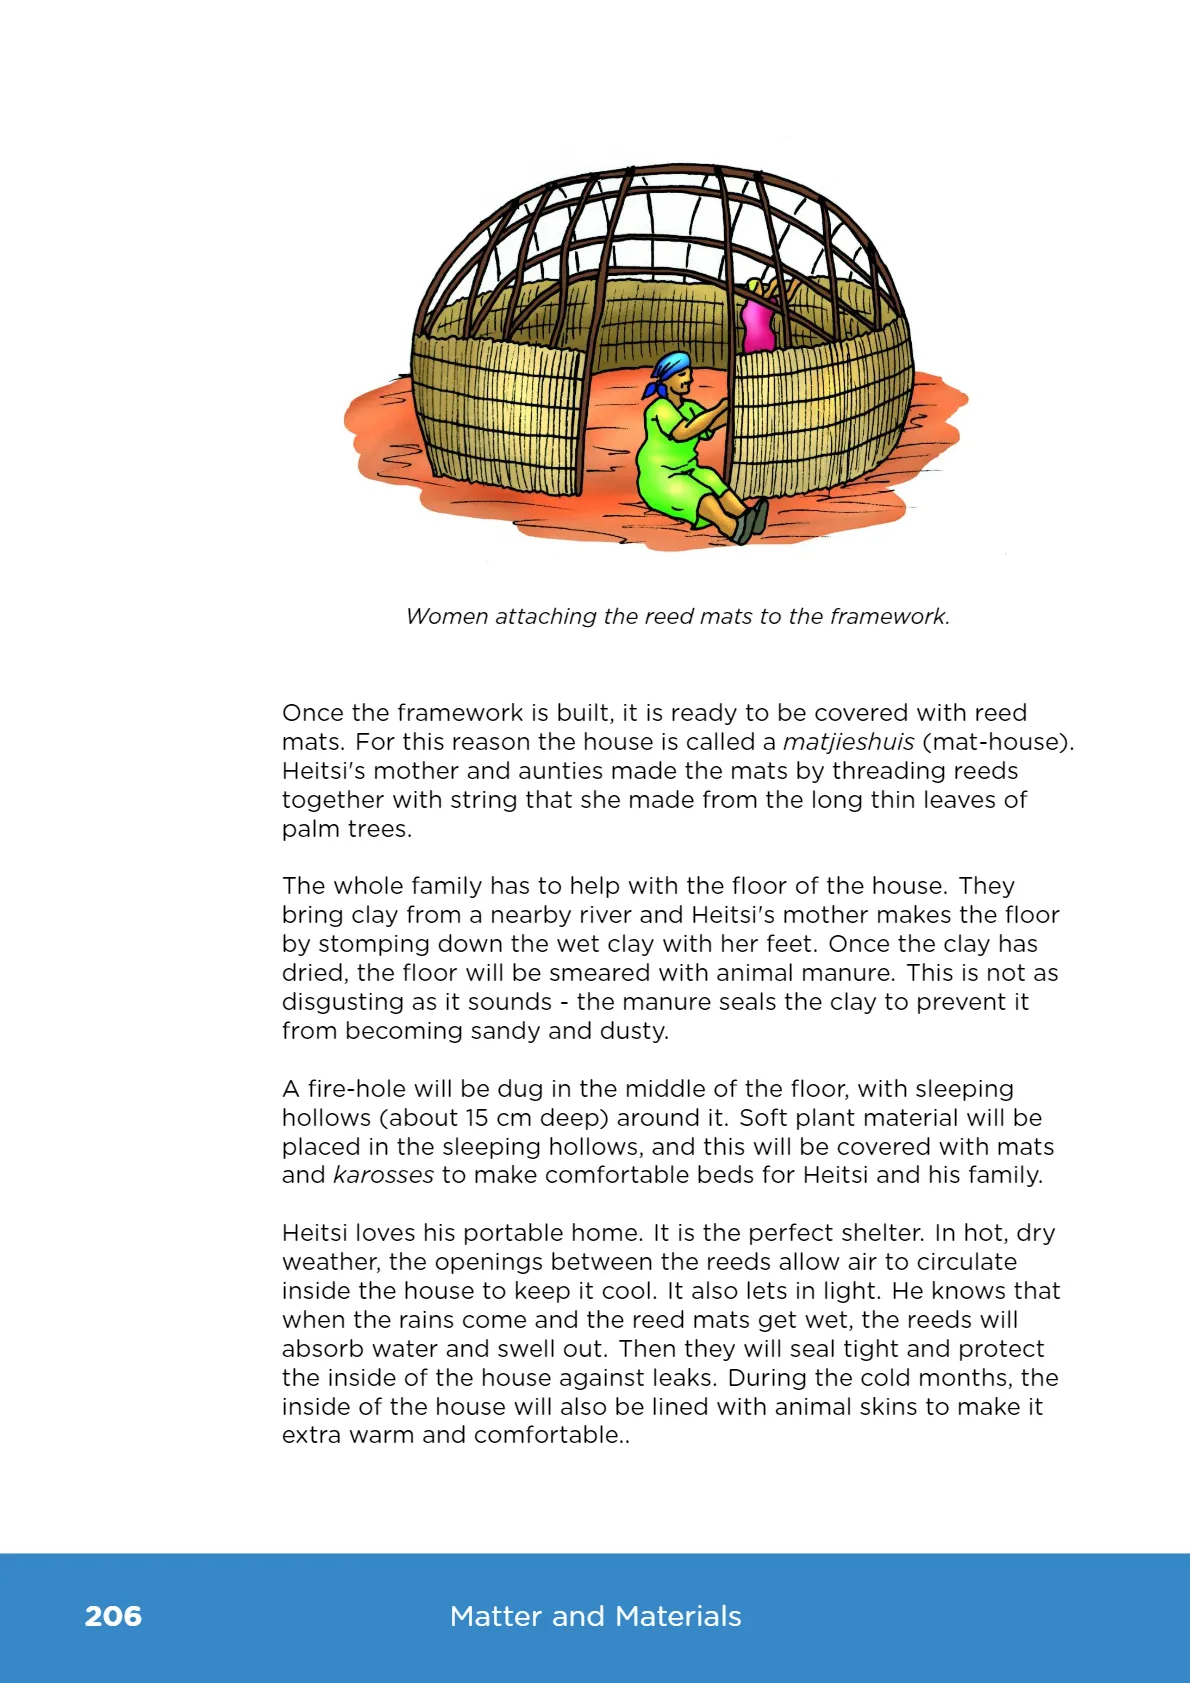 Women attaching the reed mats to the framework.
Once the framework is built, it is ready to be covered with reed
mats. For this reason the house is called a matjieshuis (mat-house).
Heitsi's mother and aunties made the mats by threading reeds
together with string that she made from the long thin leaves of
palm trees.
The whole family has to help with the floor of the house. They
bring clay from a nearby river and Heitsi's mother makes the floor
by stomping down the wet clay with her feet. Once the clay has
dried, the floor will be smeared with animal manure. This is not as
disgusting as it sounds - the manure seals the clay to prevent it
from becoming sandy and dusty.
A fire-hole will be dug in the middle of the floor, with sleeping
hollows (about 15 cm deep) around it. Soft plant material will be
placed in the sleeping hollows, and this will be covered with mats
and karosses to make comfortable beds for Heitsi and his family.
Heitsi loves his portable home. It is the perfect shelter. In hot, dry
weather, the openings between the reeds allow air to circulate
inside the house to keep it cool. It also lets in light. He knows that
when the rains come and the reed mats get wet, the reeds will
absorb water and swell out. Then they will seal tight and protect
the inside of the house against leaks. During the cold months, the
inside of the house will also be lined with animal skins to make it
extra warm and comfortable..
206 Matter and Materials